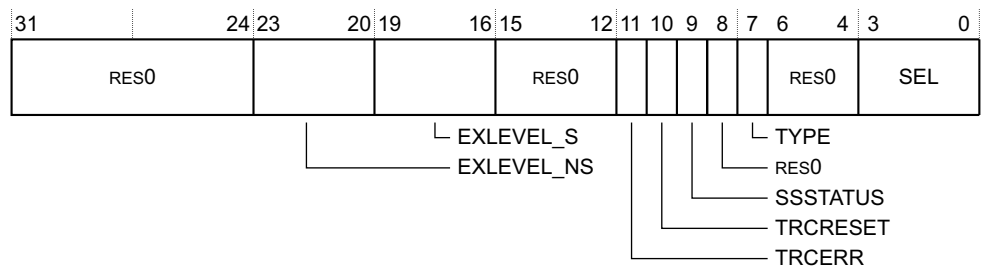 31 24 23 20 19 16 15 12 11 10 9 8 7 6 4 3 0
RES0 RES0 RES0 SEL
EXLEVEL_S TYPE
EXLEVEL_NS RES0
SSSTATUS
TRCRESET
TRCERR